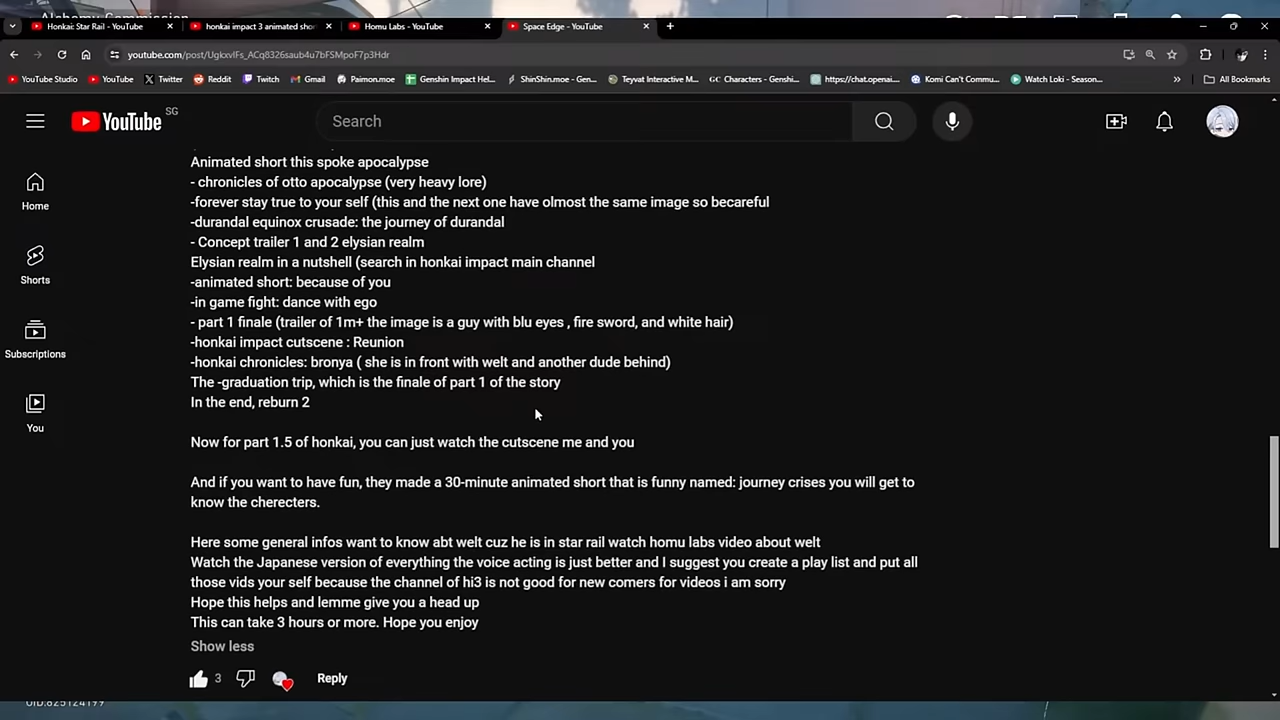 Alchemy Commission
Honkai: Star Rail - YouTube
honkai impact 3 animated shor
Homu Labs - YouTube
Space Edge - YouTube
youtube.com/post/UgkxvlFs_ACq8326saub4u7bFSMpoF7p3Hdr
YouTube Studio
YouTube
Twitter
Reddit
Twitch
Gmail
Paimon.moe
Genshin Impact Hel...
ShinShin.moe - Gen...
Teyvat Interactive M...
GC Characters - Genshi...
https://chat.openai...
Komi Can't Commu...
Watch Loki - Season...
All Bookmarks
YouTube SG
Search
Home
Shorts
Subscriptions
You
Animated short this spoke apocalypse
- chronicles of otto apocalypse (very heavy lore)
-forever stay true to your self (this and the next one have olmost the same image so becareful
-durandal equinox crusade: the journey of durandal
- Concept trailer 1 and 2 elysian realm
Elysian realm in a nutshell (search in honkai impact main channel
-animated short: because of you
-in game fight: dance with ego
- part 1 finale (trailer of 1m+ the image is a guy with blu eyes , fire sword, and white hair)
-honkai impact cutscene : Reunion
-honkai chronicles: bronya ( she is in front with welt and another dude behind)
The -graduation trip, which is the finale of part 1 of the story
In the end, reburn 2
Now for part 1.5 of honkai, you can just watch the cutscene me and you
And if you want to have fun, they made a 30-minute animated short that is funny named: journey crises you will get to
know the cherecters.
Here some general infos want to know abt welt cuz he is in star rail watch homu labs video about welt
Watch the Japanese version of everything the voice acting is just better and I suggest you create a play list and put all
those vids your self because the channel of hi3 is not good for new comers for videos i am sorry
Hope this helps and lemme give you a head up
This can take 3 hours or more. Hope you enjoy
Show less
3
Reply
UID:825124199